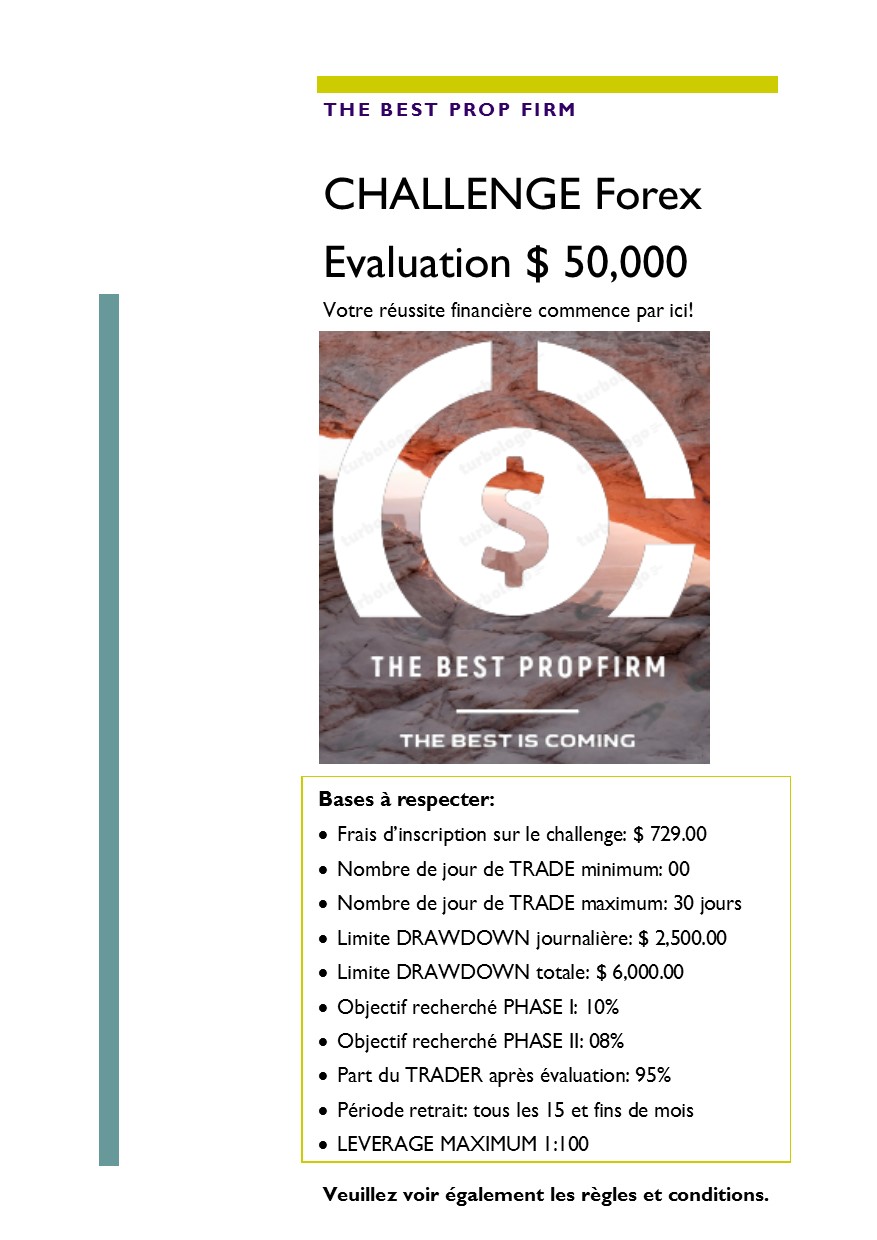 THE BEST PROP FIRM
CHALLENGE Forex
Evaluation $ 50,000
Votre réussite financière commence par ici!
turbologo
THE BEST PROPFIRM
THE BEST IS COMING
Bases à respecter:
• Frais d’inscription sur le challenge: $ 729.00
• Nombre de jour de TRADE minimum: 00
• Nombre de jour de TRADE maximum: 30 jours
• Limite DRAWDOWN journalière: $ 2,500.00
• Limite DRAWDOWN totale: $ 6,000.00
• Objectif recherché PHASE I: 10%
• Objectif recherché PHASE II: 08%
• Part du TRADER après évaluation: 95%
• Période retrait: tous les 15 et fins de mois
• LEVERAGE MAXIMUM 1:100
Veuillez voir également les règles et conditions.